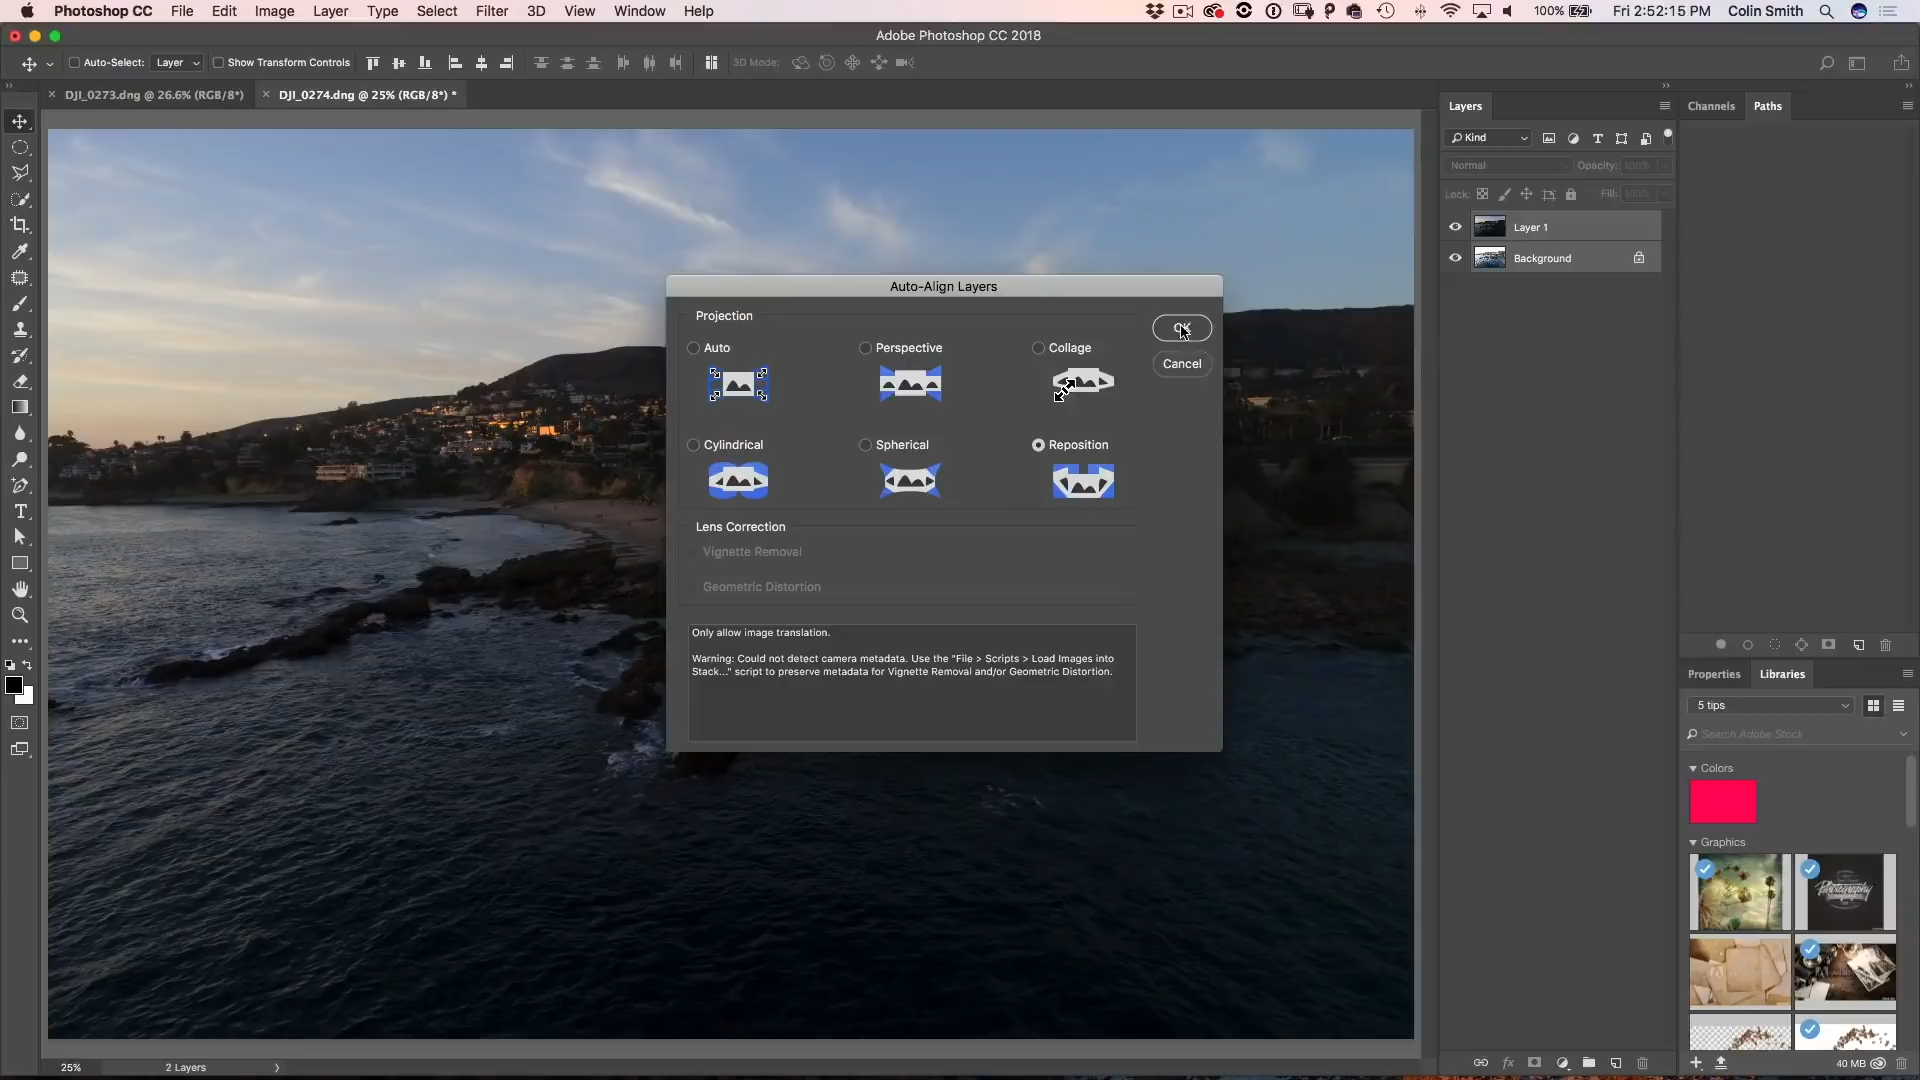 Photoshop CC File Edit Image Layer Type Select Filter 3D View Window Help 100% Fri 2:52:15 PM Colin Smith
Adobe Photoshop CC 2018
Auto-Select: Layer Show Transform Controls 3D Mode:
DJI_0273.dng @ 26.6% (RGB/8*) DJI_0274.dng @ 25% (RGB/8*) *
Layers
Kind
Normal Opacity: 100%
Lock: Fill: 100%
Layer 1
Background
Channels Paths
Auto-Align Layers
Projection
OK
Cancel
Auto Perspective Collage
Cylindrical Spherical Reposition
Lens Correction
Vignette Removal
Geometric Distortion
Only allow image translation.
Warning: Could not detect camera metadata. Use the "File > Scripts > Load Images into
Stack..." script to preserve metadata for Vignette Removal and/or Geometric Distortion.
Properties Libraries
5 tips
Search Adobe Stock
Colors
Graphics
Photography
40 MB
25% 2 Layers